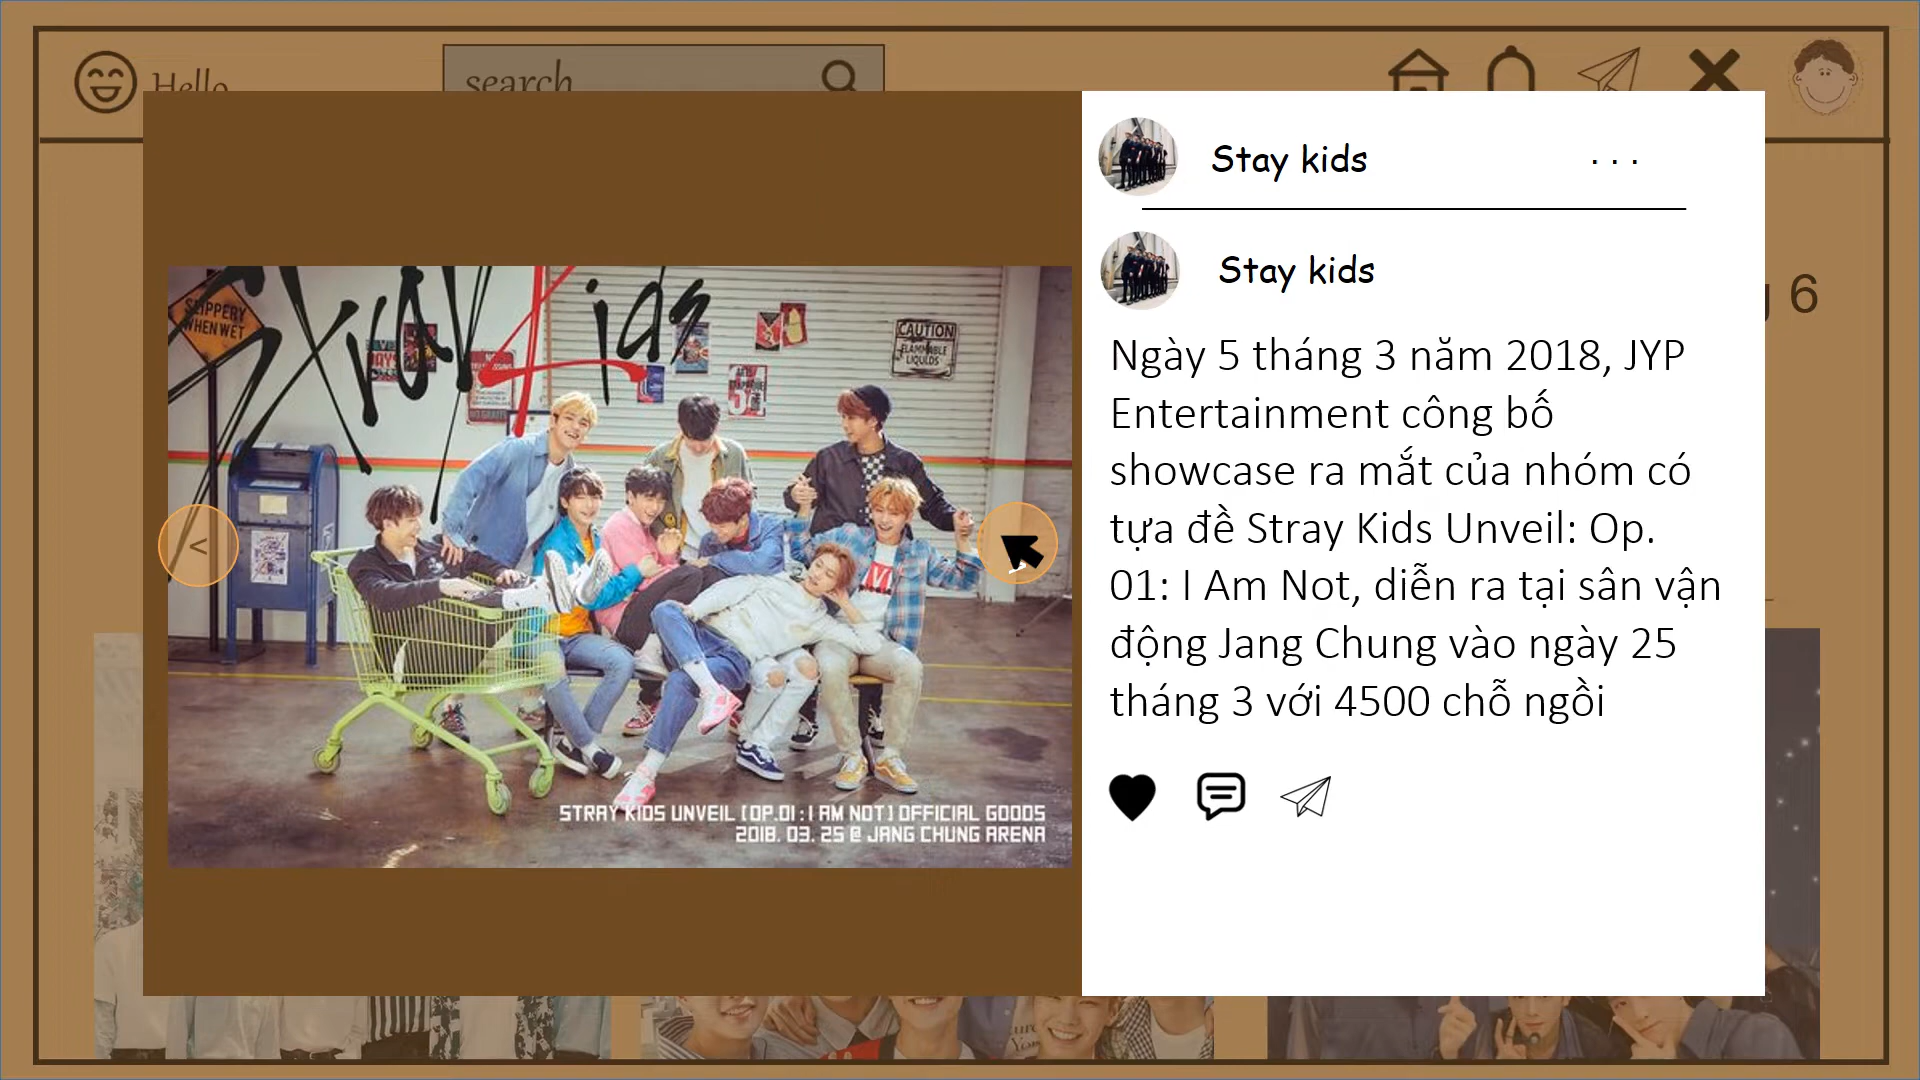 Hello
search
Stay kids
. . .
Stay kids
6
Ngày 5 tháng 3 năm 2018, JYP
Entertainment công bố
showcase ra mắt của nhóm có
tựa đề Stray Kids Unveil: Op.
01: I Am Not, diễn ra tại sân vận
động Jang Chung vào ngày 25
tháng 3 với 4500 chỗ ngồi
Stray Kids
SLIPPERY
WHEN WET
CAUTION
FLAMMABLE
LIQUIDS
<
STRAY KIDS UNVEIL [OP.01 : I AM NOT] OFFICIAL GOODS
2018. 03. 25 @ JANG CHUNG ARENA